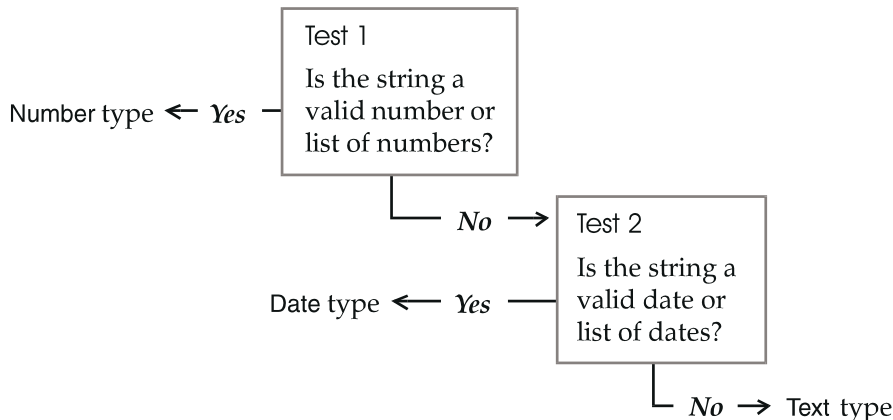 Test 1
Is the string a
valid number or
list of numbers?
Number type Yes
No
Test 2
Is the string a
valid date or
list of dates?
Date type Yes
No Text type